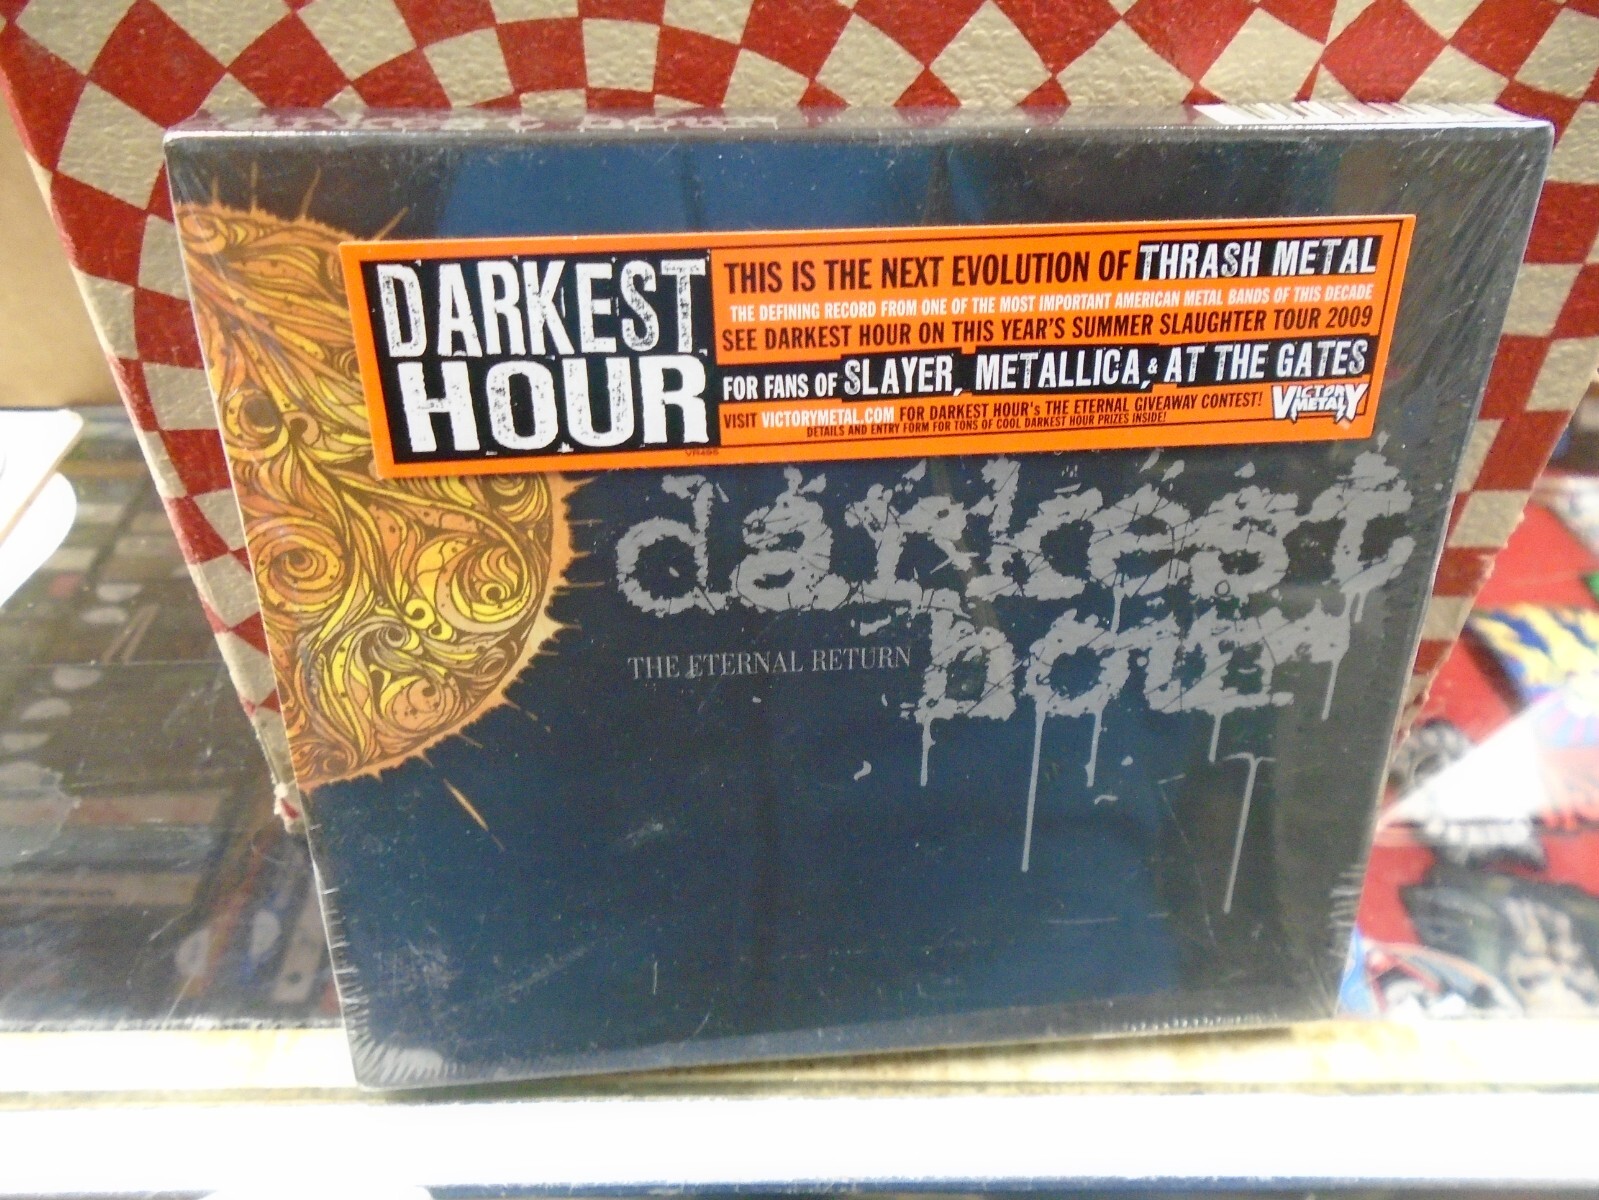 DARKEST
HOUR
THIS IS THE NEXT EVOLUTION OF THRASH METAL
THE DEFINING RECORD FROM ONE OF THE MOST IMPORTANT AMERICAN METAL BANDS OF THIS DECADE
SEE DARKEST HOUR ON THIS YEAR'S SUMMER SLAUGHTER TOUR 2009
FOR FANS OF SLAYER, METALLICA, & AT THE GATES
VISIT VICTORYMETAL.COM FOR DARKEST HOUR's THE ETERNAL GIVEAWAY CONTEST!
DETAILS AND ENTRY FORM FOR TONS OF COOL DARKEST HOUR PRIZES INSIDE!
VICTORY
METAL
VR495
darkest
hour
THE ETERNAL RETURN